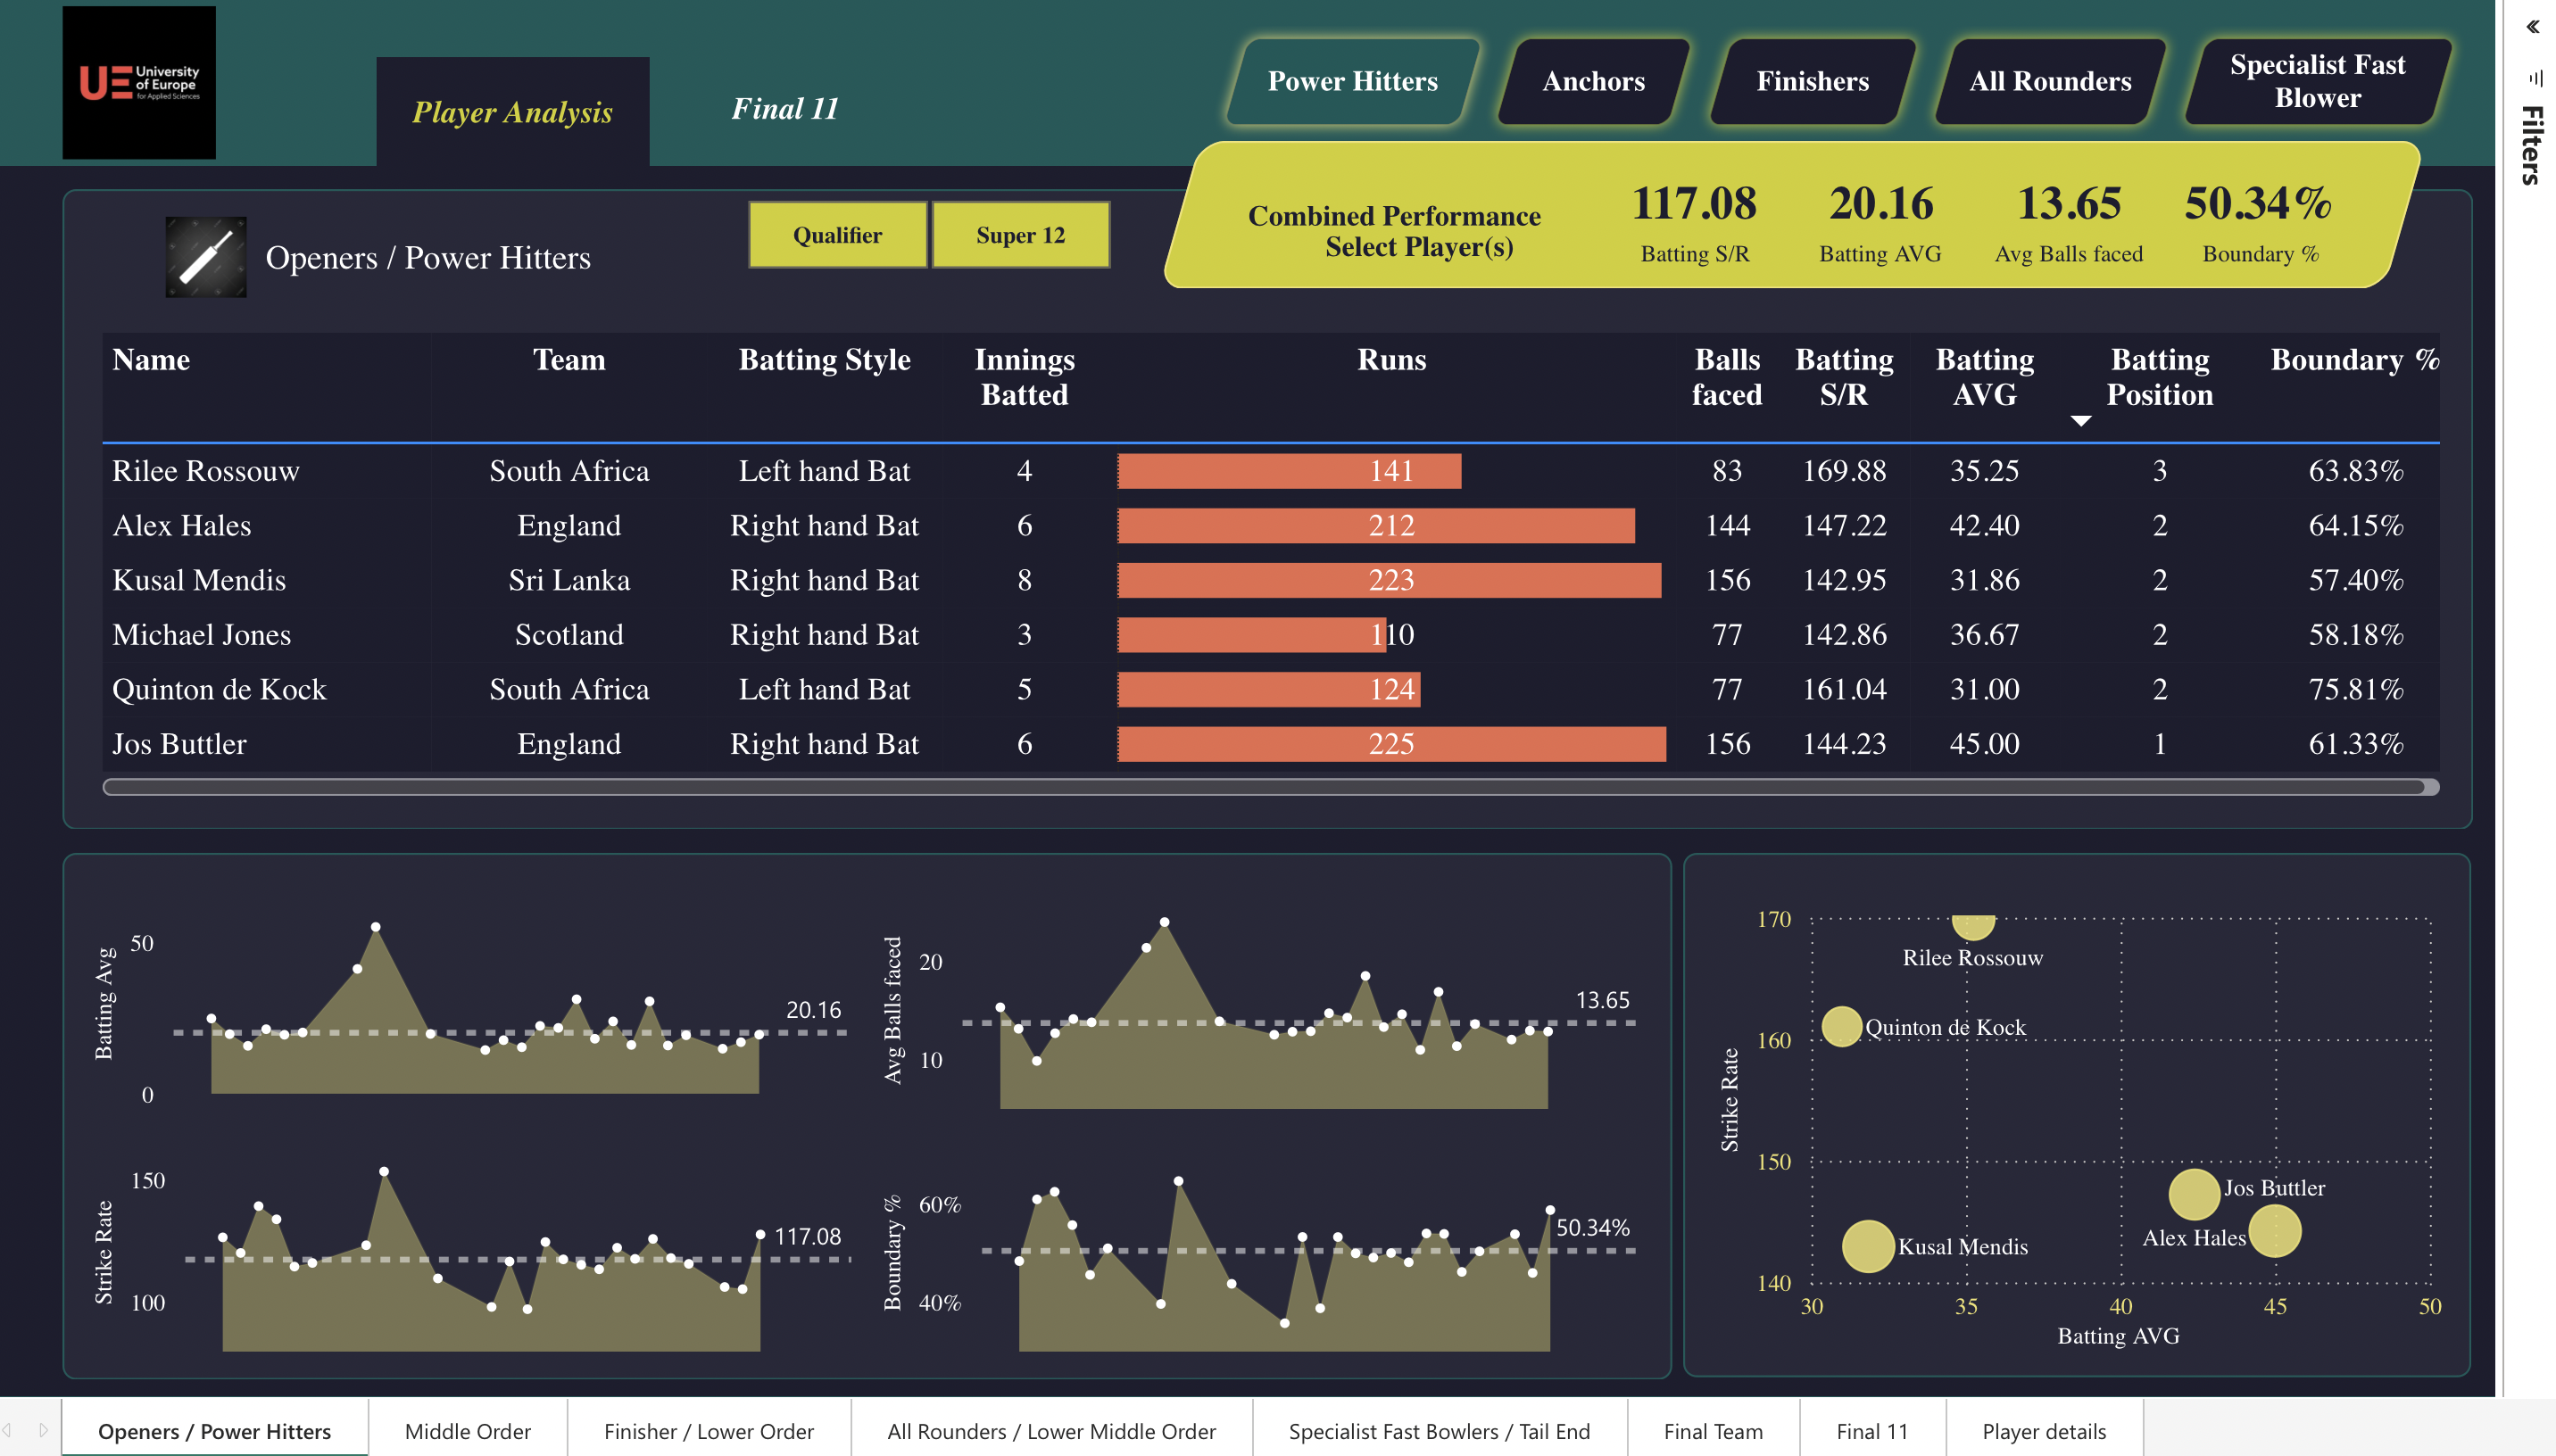 University
of Europe
for Applied Sciences
UE
Player Analysis
Final 11
Power Hitters
Anchors
Finishers
All Rounders
Specialist Fast
Blower
Filters
Openers / Power Hitters
Qualifier
Super 12
Combined Performance
Select Player(s)
117.08
Batting S/R
20.16
Batting AVG
13.65
Avg Balls faced
50.34%
Boundary %
Name Team Batting Style Innings Batted Runs Balls faced Batting S/R Batting AVG Batting Position Boundary %
Rilee Rossouw South Africa Left hand Bat 4 141 83 169.88 35.25 3 63.83%
Alex Hales England Right hand Bat 6 212 144 147.22 42.40 2 64.15%
Kusal Mendis Sri Lanka Right hand Bat 8 223 156 142.95 31.86 2 57.40%
Michael Jones Scotland Right hand Bat 3 110 77 142.86 36.67 2 58.18%
Quinton de Kock South Africa Left hand Bat 5 124 77 161.04 31.00 2 75.81%
Jos Buttler England Right hand Bat 6 225 156 144.23 45.00 1 61.33%
Batting Avg
50
0
20.16
Avg Balls faced
20
10
13.65
Strike Rate
150
100
117.08
Boundary %
60%
40%
50.34%
Strike Rate
170
160
150
140
Rilee Rossouw
Quinton de Kock
Jos Buttler
Alex Hales
Kusal Mendis
30 35 40 45 50
Batting AVG
Openers / Power Hitters
Middle Order
Finisher / Lower Order
All Rounders / Lower Middle Order
Specialist Fast Bowlers / Tail End
Final Team
Final 11
Player details